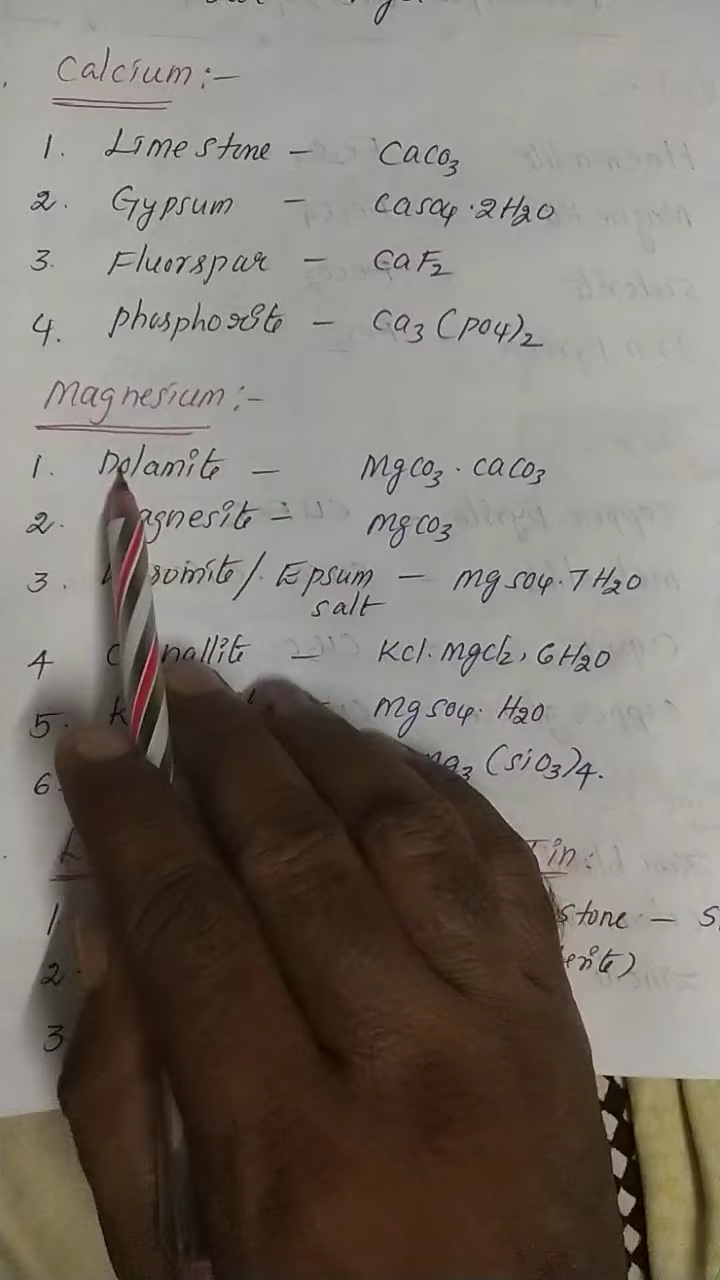 Calcium:-
1. Limestone - CaCO3
2. Gypsum - CaSO4.2H2O
3. Fluorspar - CaF2
4. Phosphorite - Ca3(PO4)2
Magnesium:-
1. Dolamite - MgCO3.CaCO3
2. agnesite - MgCO3
3. /. Epsum - MgSO4.7H2O
salt
4 C nallite - KCl.MgCl2, 6H2O
5. K - MgSO4. H2O
6. (SiO3)4.
L Tin:
1 stone - S
2.
3